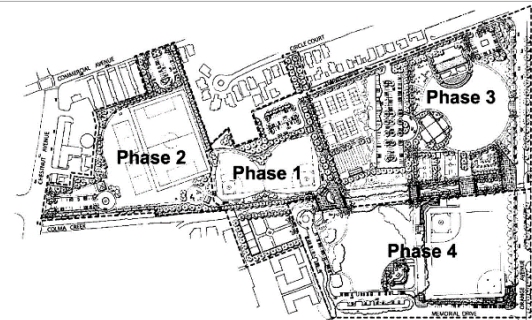 COMMERCIAL AVENUE
CIRCLE COURT
Phase 3
CHESTNUT AVENUE
Phase 2
Phase 1
COLMA CREEK
Phase 4
MEMORIAL DRIVE
ORANGE AVENUE